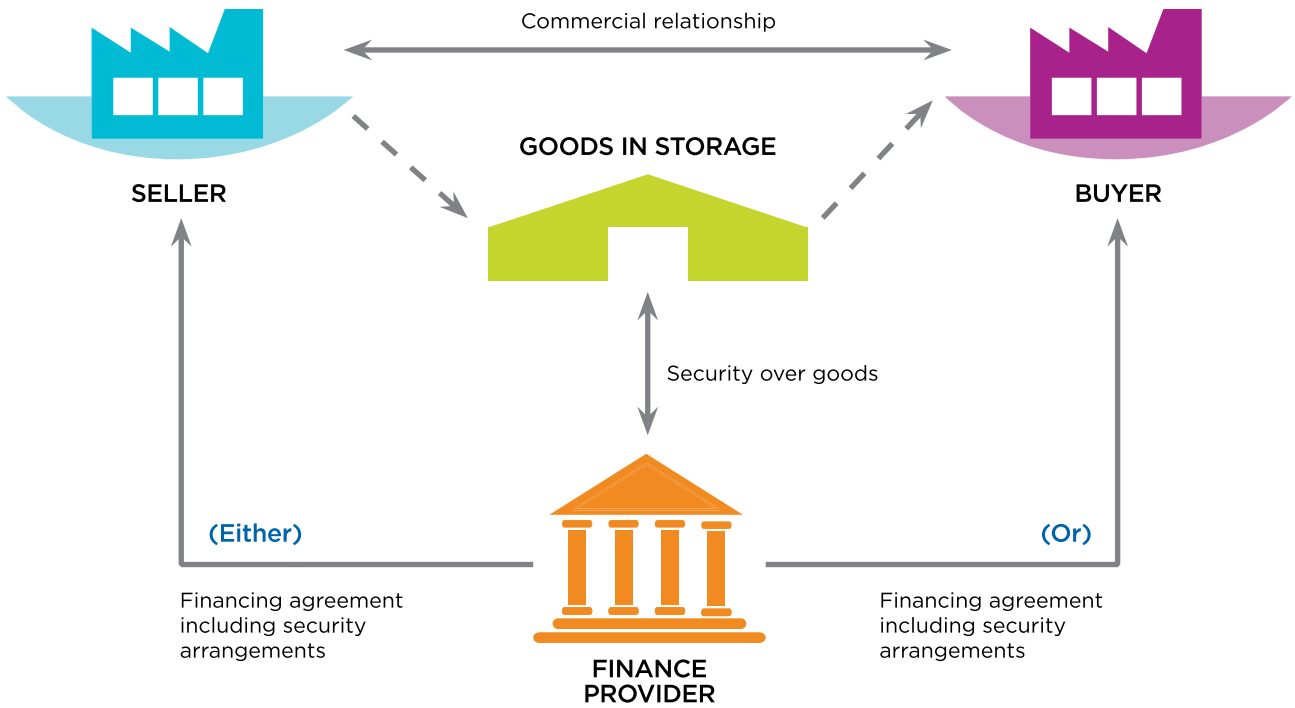 Commercial relationship
GOODS IN STORAGE
SELLER
BUYER
Security over goods
(Either)
(Or)
Financing agreement
including security
arrangements
Financing agreement
including security
arrangements
FINANCE
PROVIDER